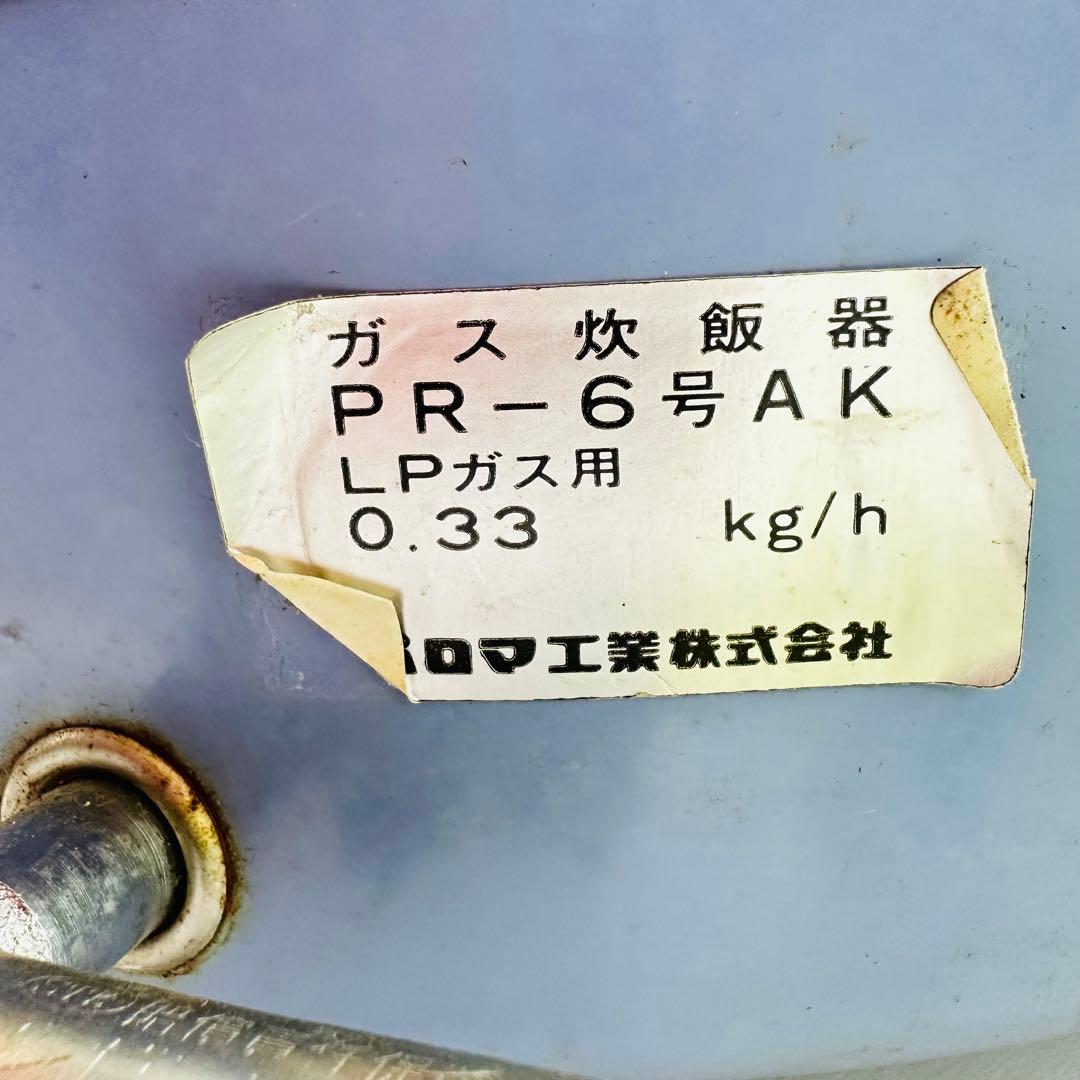 ガス炊飯器
PR-6号AK
LPガス用
0.33 kg/h
ロマ工業株式会社